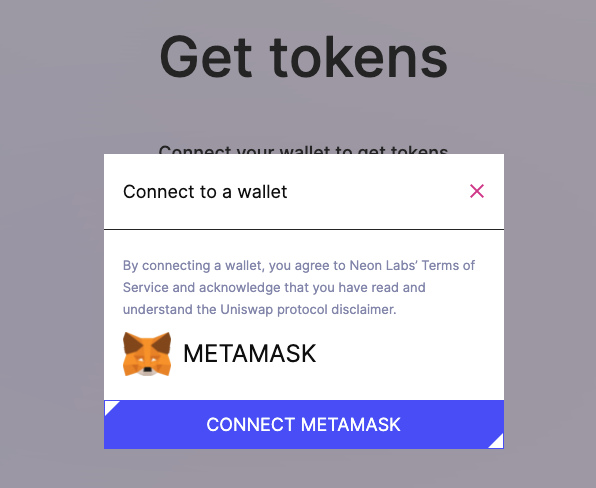 Get tokens
Connect your wallet to get tokens
Connect to a wallet
By connecting a wallet, you agree to Neon Labs’ Terms of
Service and acknowledge that you have read and
understand the Uniswap protocol disclaimer.
METAMASK
CONNECT METAMASK